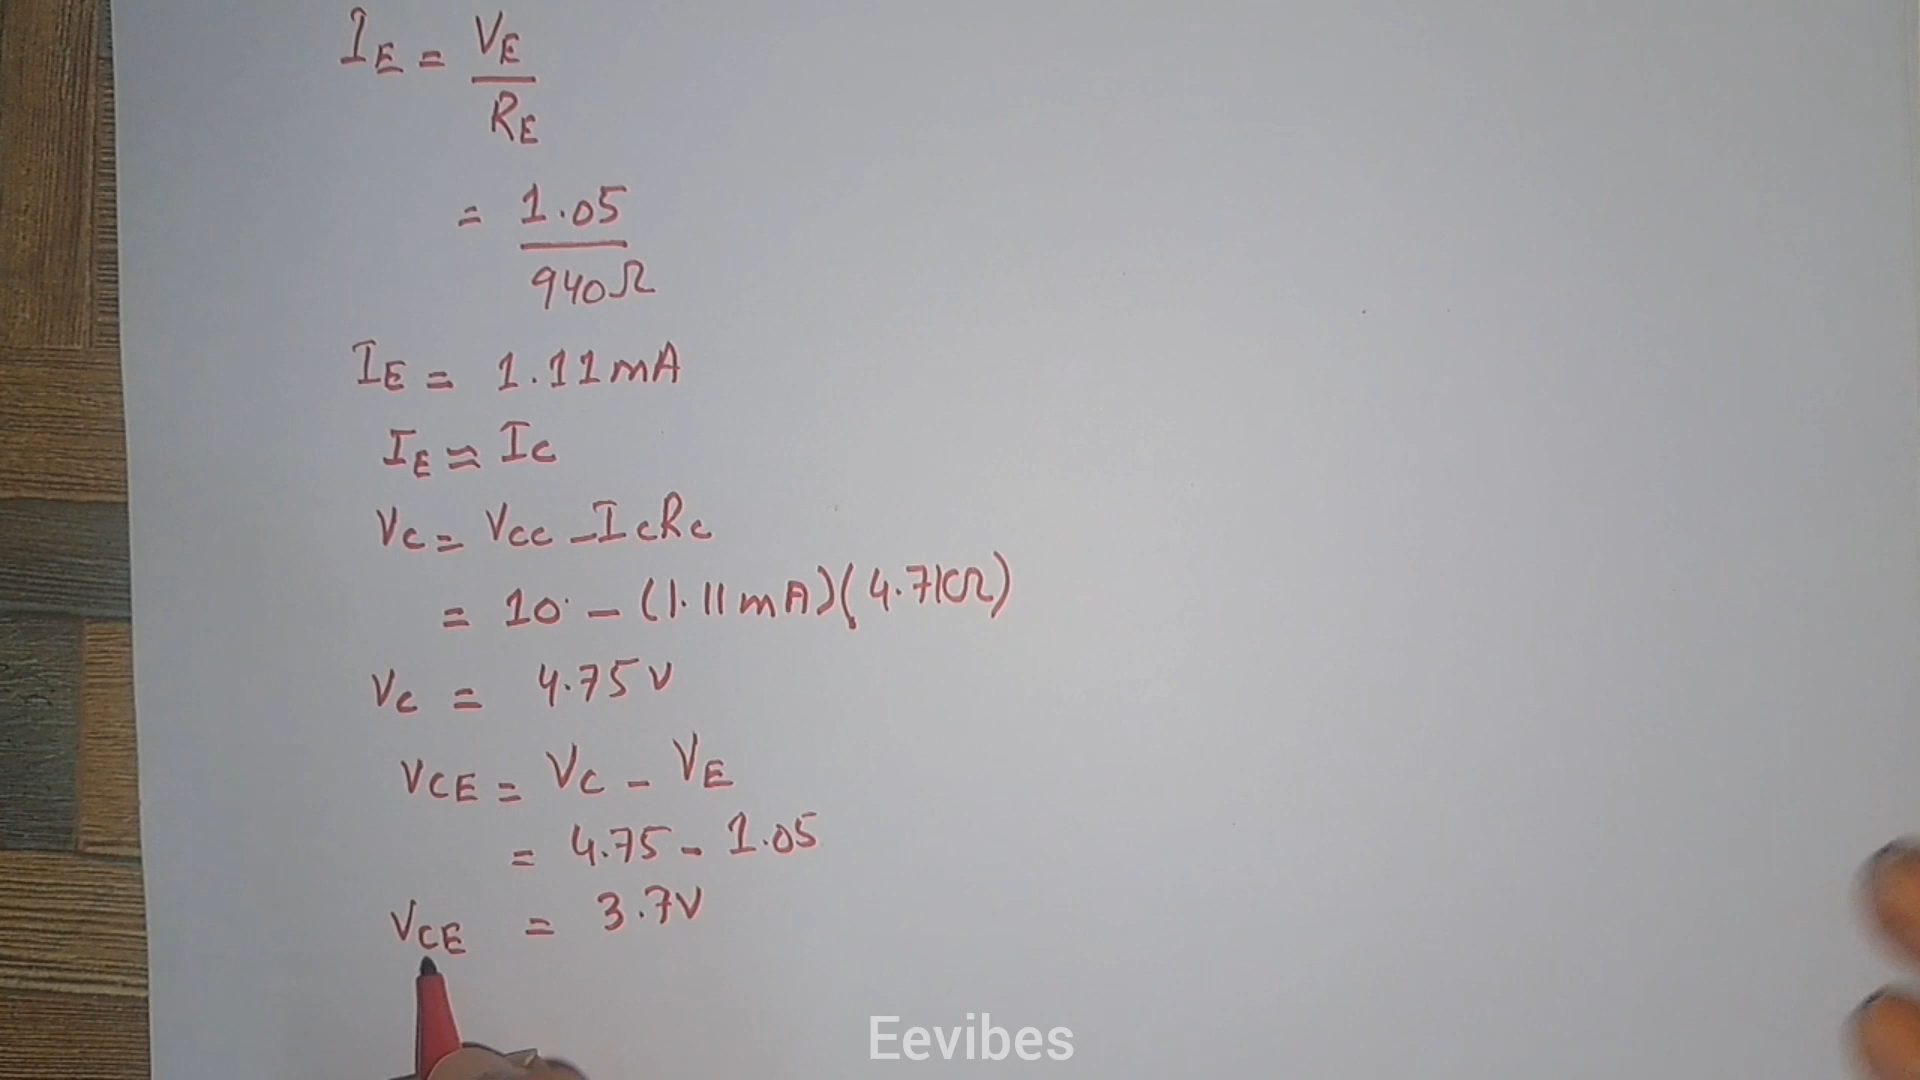 IE = VE
RE
= 1.05
940Ω
IE = 1.11mA
IE ≈ Ic
Vc = Vcc - IcRc
= 10 - (1.11mA)(4.7KΩ)
Vc = 4.75V
VCE = VC - VE
= 4.75 - 1.05
VCE = 3.7V
Eevibes